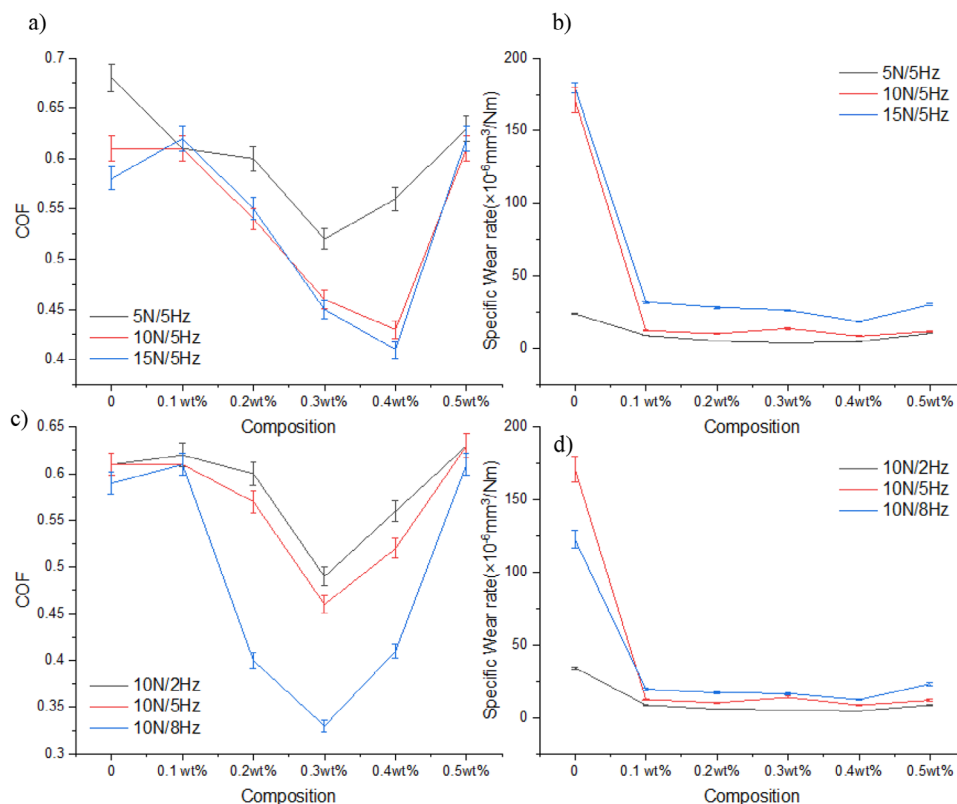 a)
0.7
0.65
0.6
0.55
0.5
0.45
0.4
COF
5N/5Hz
10N/5Hz
15N/5Hz
0 0.1 wt% 0.2wt% 0.3wt% 0.4wt% 0.5wt%
Composition
b)
200
150
100
50
0
Specific Wear rate(×10⁻⁶mm³/Nm)
5N/5Hz
10N/5Hz
15N/5Hz
0 0.1 wt% 0.2wt% 0.3wt% 0.4wt% 0.5wt%
Composition
c)
0.6
0.55
0.5
0.45
0.4
0.35
0.3
COF
10N/2Hz
10N/5Hz
10N/8Hz
0 0.1 wt% 0.2wt% 0.3wt% 0.4wt% 0.5wt%
Composition
d)
200
150
100
50
0
Specific Wear rate(×10⁻⁶mm³/Nm)
10N/2Hz
10N/5Hz
10N/8Hz
0 0.1 wt% 0.2wt% 0.3wt% 0.4wt% 0.5wt%
Composition